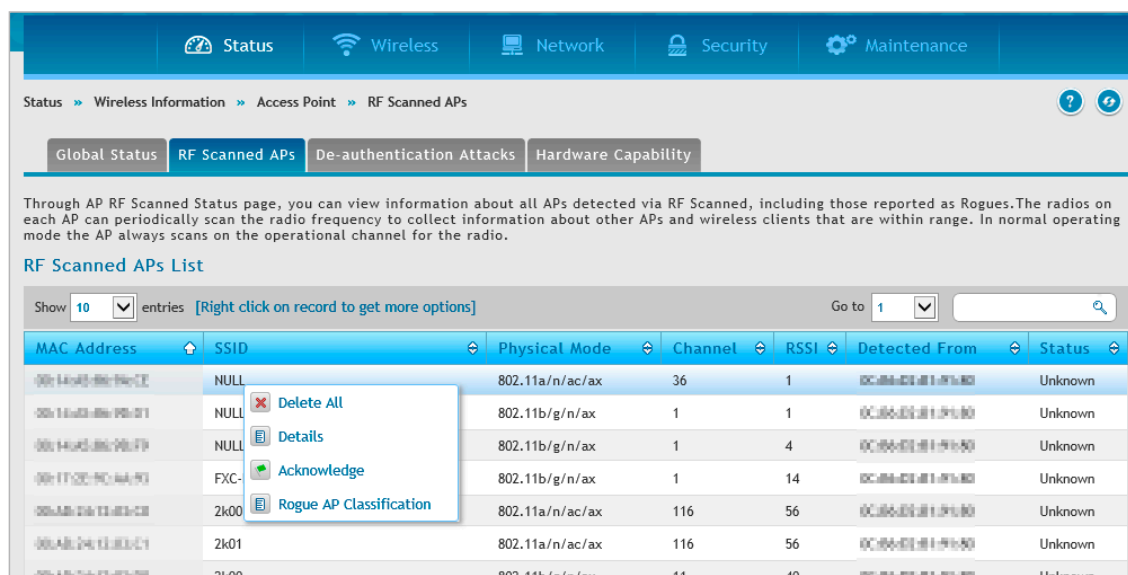 Status Wireless Network Security Maintenance
Status » Wireless Information » Access Point » RF Scanned APs
Global Status RF Scanned APs De-authentication Attacks Hardware Capability
Through AP RF Scanned Status page, you can view information about all APs detected via RF Scanned, including those reported as Rogues.The radios on
each AP can periodically scan the radio frequency to collect information about other APs and wireless clients that are within range. In normal operating
mode the AP always scans on the operational channel for the radio.
RF Scanned APs List
Show 10 entries [Right click on record to get more options] Go to 1
MAC Address SSID Physical Mode Channel RSSI Detected From Status
NULL 802.11a/n/ac/ax 36 1 Unknown
Delete All
NULL 802.11b/g/n/ax 1 1 Unknown
Details
NULL 802.11b/g/n/ax 1 4 Unknown
Acknowledge
FXC- 802.11b/g/n/ax 1 14 Unknown
Rogue AP Classification
2k00 802.11a/n/ac/ax 116 56 Unknown
2k01 802.11a/n/ac/ax 116 56 Unknown